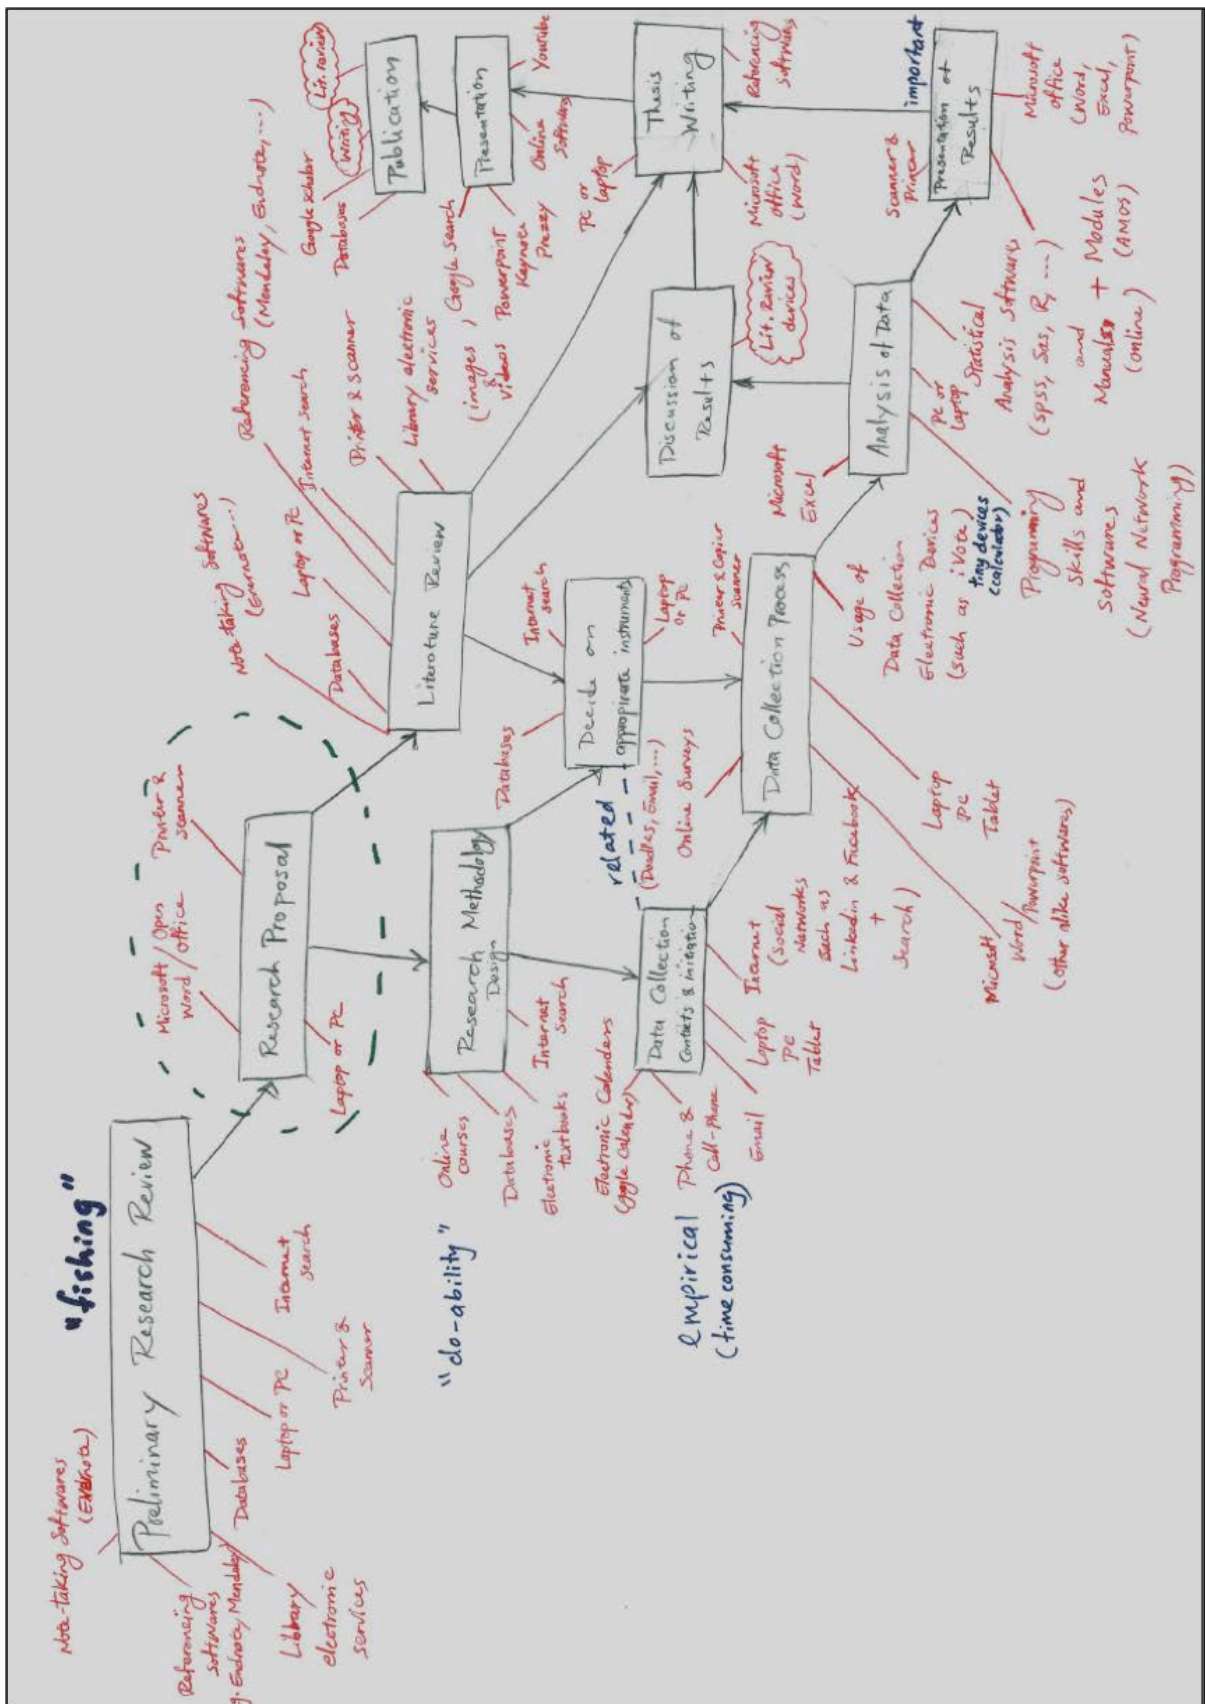 "fishing"
Note-taking Softwares
(Evernote)
Preliminary Research Review
Referencing
Softwares
g. Endnote, Mendeley
Library
electronic
services
Databases
Laptop or PC
Printer &
Scanner
Internet
search
Research Proposal
Microsoft/Open
Word/office
Printer &
scanner
Laptop or PC
Literature Review
Note-taking Softwares
(Evernote...)
Databases
Laptop or PC
Internet search
Referencing Softwares
(Mendeley, Endnote,...)
Printer & scanner
Library electronic
services
Research Methodology
Design
Online
courses
Databases
Electronic
textbooks
Internet
Search
"do-ability"
Decide on
appropirate instruments
Databases
Internet
search
Laptop
or PC
related
Data Collection
Contacts & initiation
(Doodles, Email,...)
Electronic Calenders
(google Calender)
Phone &
Cell-phone
Email
Laptop
PC
Tablet
Internet
(Social
Networks
such as
Linkedin & Facebook
+
Search)
empirical
(time consuming)
Data Collection Process
Online Surveys
Printer & Copier
scanner
Microsoft
Word/Powerpoint
(other alike softwares)
Laptop
PC
Tablet
Usage of
Data Collection
Electronic Devices
(such as iVote)
tiny devices
(calculator)
Analysis of Data
Microsoft
Excel
Programing
skills and
Softwares
(Neural Network
Programming)
PC or
Laptop
Statistical
Analysis Softwares
(SPSS, Sas, R, ...)
and
Manuals + Modules
(online) (AMOS)
Discussion of
Results
Lit. Review
devices
Presentation of
Results
important
Scanner &
Printer
Microsoft
office
(Word,
Excel,
Powerpoint)
Thesis
Writing
PC or
Laptop
Microsoft
office
(Word)
Referencing
Softwares
Presentation
Google Search
(images
&
videos)
Powerpoint
Keynote
Prezzy
Online
Softwares
Youtube
Publication
Databases
Google scholar
Writing
Lit. review